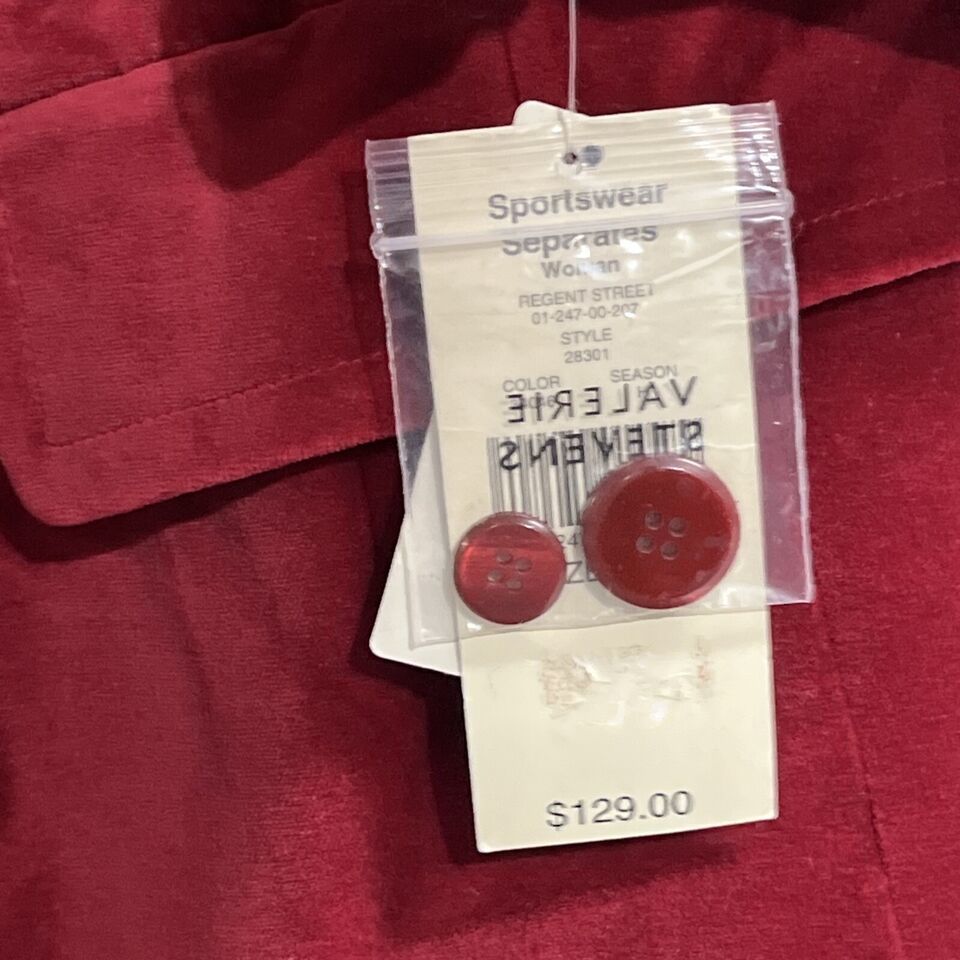 Sportswear
Separates
Woman
REGENT STREET
01-247-00-207
STYLE
28301
COLOR SEASON
VALERIE
STEVENS
$129.00